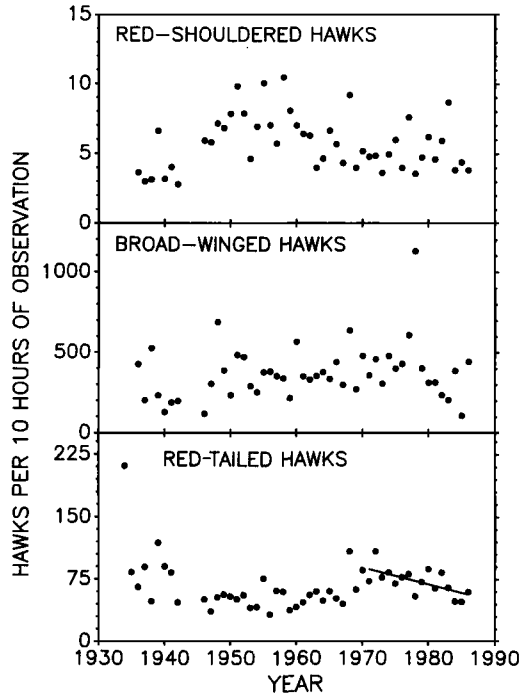 HAWKS PER 10 HOURS OF OBSERVATION
15
RED-SHOULDERED HAWKS
10
5
0
BROAD-WINGED HAWKS
1000
500
0
225
RED-TAILED HAWKS
150
75
0
1930 1940 1950 1960 1970 1980 1990
YEAR